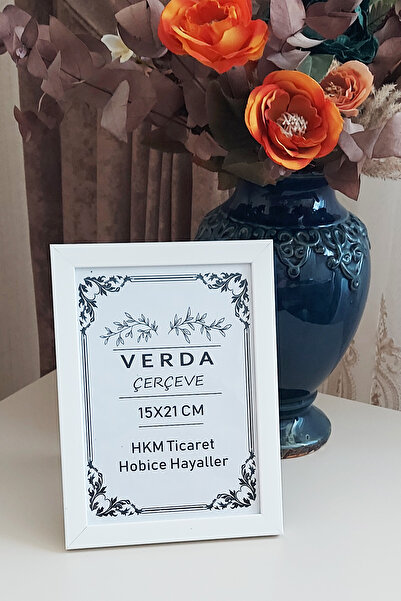 VERDA
ÇERÇEVE
15X21 CM
HKM Ticaret
Hobice Hayaller